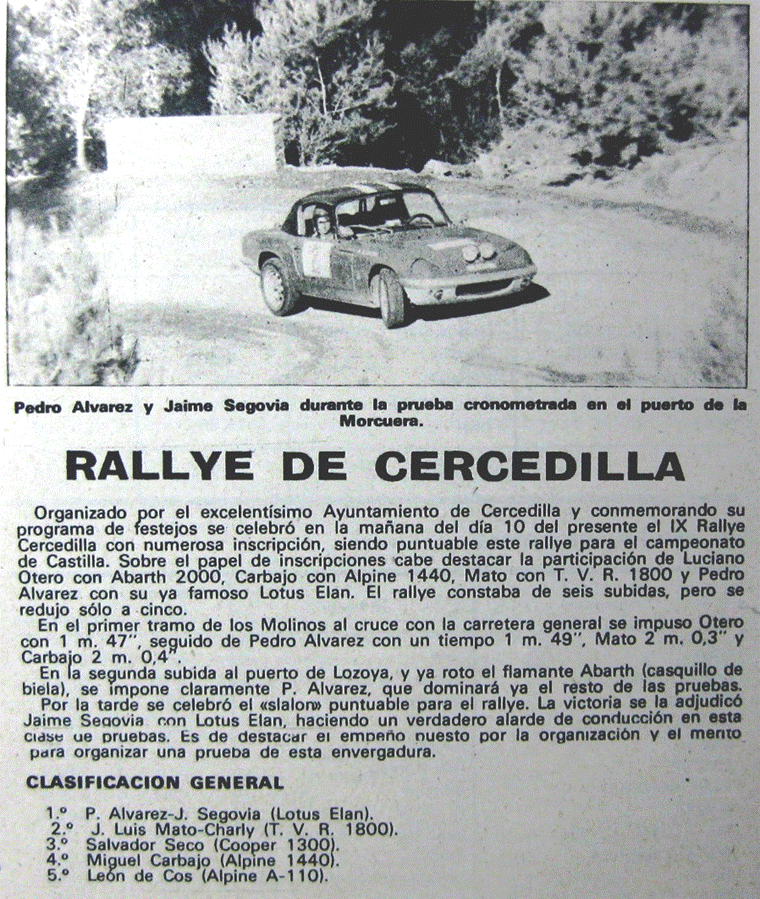 Pedro Alvarez y Jaime Segovia durante la prueba cronometrada en el puerto de la
Morcuera.
RALLYE DE CERCEDILLA
Organizado por el excelentísimo Ayuntamiento de Cercedilla y conmemorando su
programa de festejos se celebró en la mañana del día 10 del presente el IX Rallye
Cercedilla con numerosa inscripción, siendo puntuable este rallye para el campeonato
de Castilla. Sobre el papel de inscripciones cabe destacar la participación de Luciano
Otero con Abarth 2000, Carbajo con Alpine 1440, Mato con T. V. R. 1800 y Pedro
Alvarez con su ya famoso Lotus Elan. El rallye constaba de seis subidas, pero se
redujo sólo a cinco.
En el primer tramo de los Molinos al cruce con la carretera general se impuso Otero
con 1 m. 47", seguido de Pedro Alvarez con un tiempo 1 m. 49", Mato 2 m. 0,3" y
Carbajo 2 m. 0,4".
En la segunda subida al puerto de Lozoya, y ya roto el flamante Abarth (casquillo de
biela), se impone claramente P. Alvarez, que dominará ya el resto de las pruebas.
Por la tarde se celebró el «slalon» puntuable para el rallye. La victoria se la adjudicó
Jaime Segovia con Lotus Elan, haciendo un verdadero alarde de conducción en esta
clase de pruebas. Es de destacar el empeño puesto por la organización y el mérito
para organizar una prueba de esta envergadura.
CLASIFICACION GENERAL
1.º P. Alvarez-J. Segovia (Lotus Elan).
2.º J. Luis Mato-Charly (T. V. R. 1800).
3.º Salvador Seco (Cooper 1300).
4.º Miguel Carbajo (Alpine 1440).
5.º León de Cos (Alpine A-110).